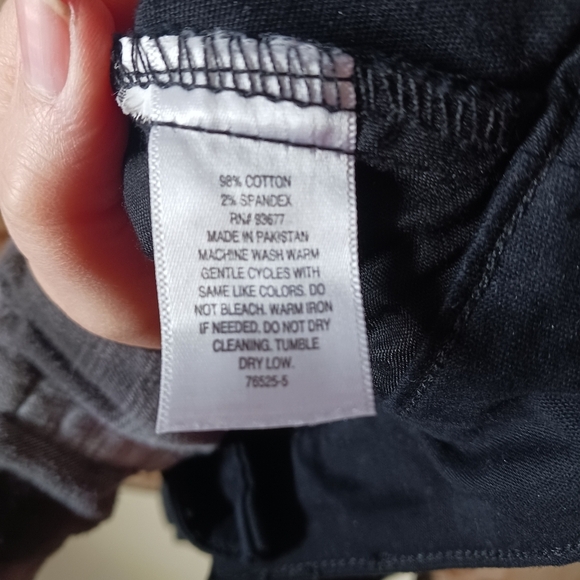 98% COTTON
2% SPANDEX
RN# 93677
MADE IN PAKISTAN
MACHINE WASH WARM
GENTLE CYCLES WITH
SAME LIKE COLORS. DO
NOT BLEACH. WARM IRON
IF NEEDED. DO NOT DRY
CLEANING. TUMBLE
DRY LOW.
76525-5